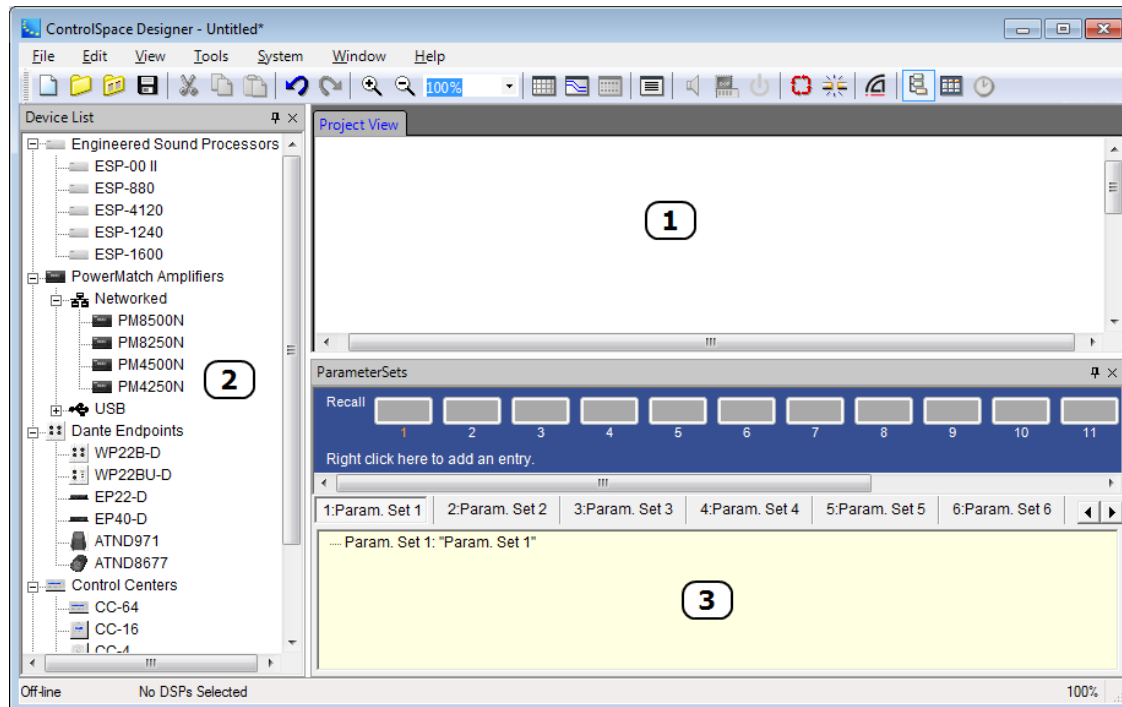 ControlSpace Designer - Untitled*
File Edit View Tools System Window Help
100%
Device List
Engineered Sound Processors
ESP-00 II
ESP-880
ESP-4120
ESP-1240
ESP-1600
PowerMatch Amplifiers
Networked
PM8500N
PM8250N
PM4500N
PM4250N
2
USB
Dante Endpoints
WP22B-D
WP22BU-D
EP22-D
EP40-D
ATND971
ATND8677
Control Centers
CC-64
CC-16
CC-4
Project View
1
ParameterSets
Recall
1 2 3 4 5 6 7 8 9 10 11
Right click here to add an entry.
1:Param. Set 1 2:Param. Set 2 3:Param. Set 3 4:Param. Set 4 5:Param. Set 5 6:Param. Set 6
Param. Set 1: "Param. Set 1"
3
Off-line No DSPs Selected 100%